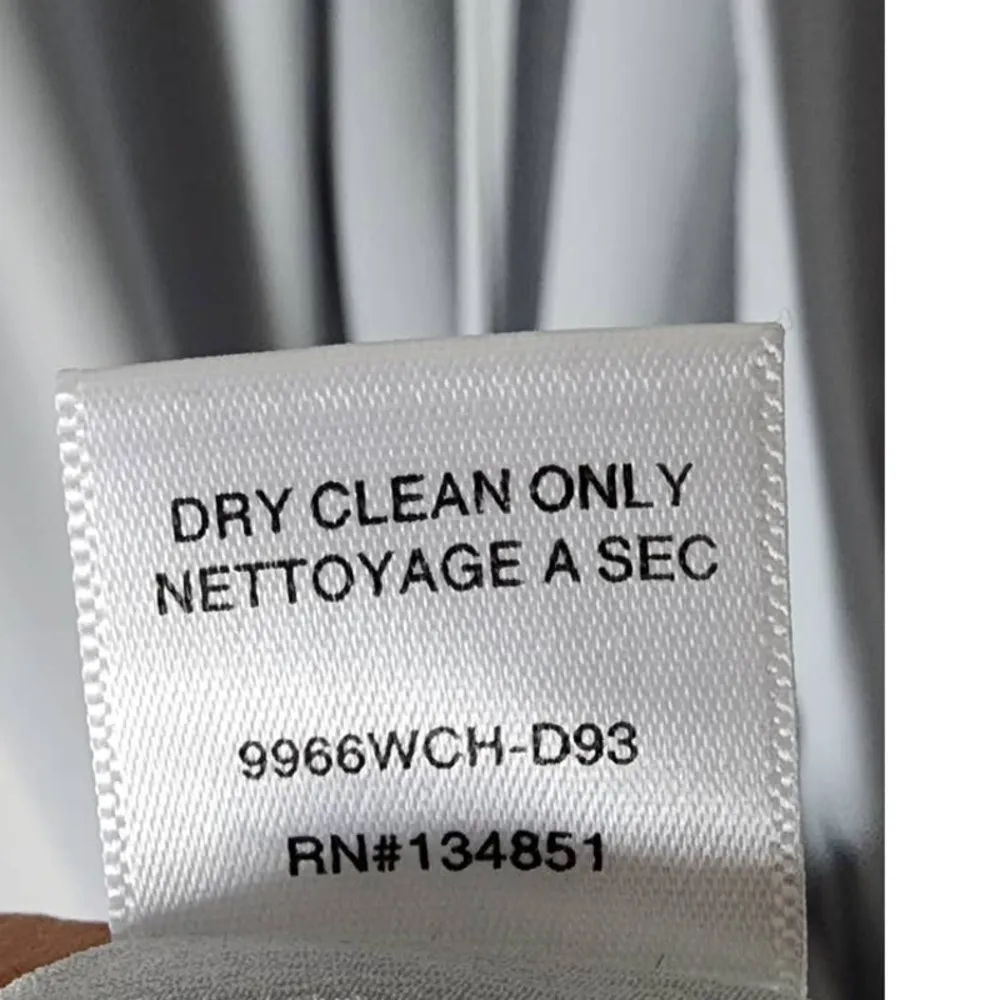 DRY CLEAN ONLY
NETTOYAGE A SEC
9966WCH-D93
RN#134851